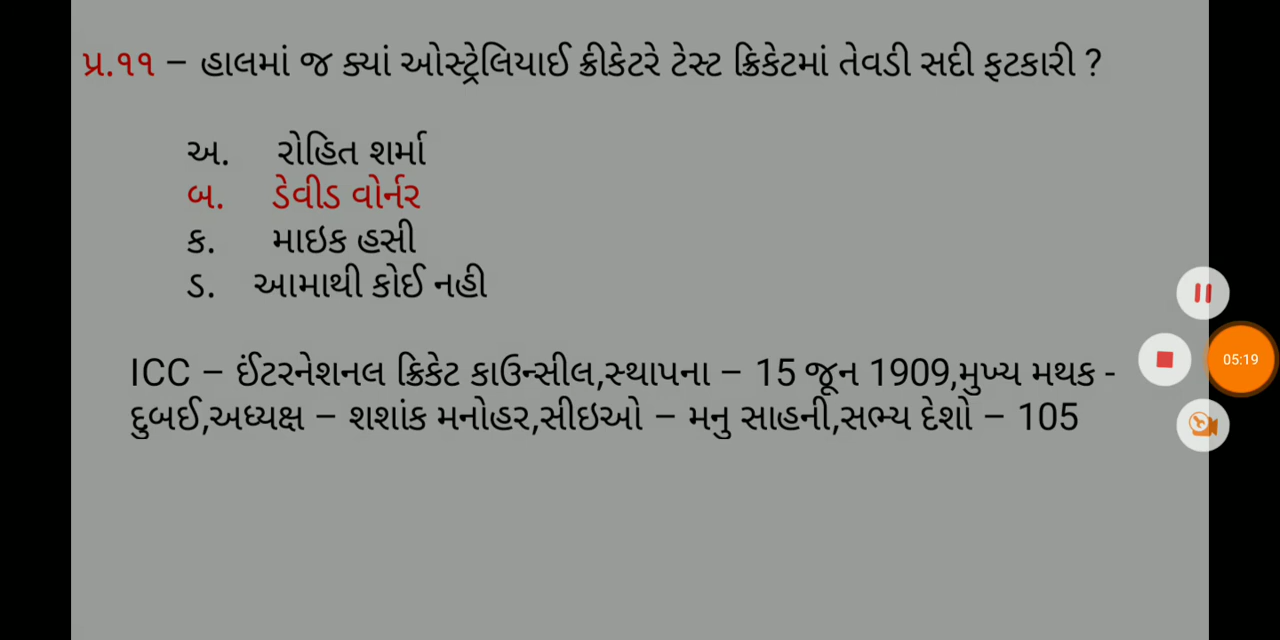 પ્ર.૧૧ – હાલમાં જ ક્યાં ઓસ્ટ્રેલિયાઈ ક્રીકેટરે ટેસ્ટ ક્રિકેટમાં તેવડી સદી ફટકારી ?
અ. રોહિત શર્મા
બ. ડેવીડ વોર્નર
ક. માઇક હસી
ડ. આમાથી કોઈ નહી
ICC – ઈંટરનેશનલ ક્રિકેટ કાઉન્સીલ,સ્થાપના – 15 જૂન 1909,મુખ્ય મથક -
દુબઈ,અધ્યક્ષ – શશાંક મનોહર,સીઇઓ – મનુ સાહની,સભ્ય દેશો – 105
05:19